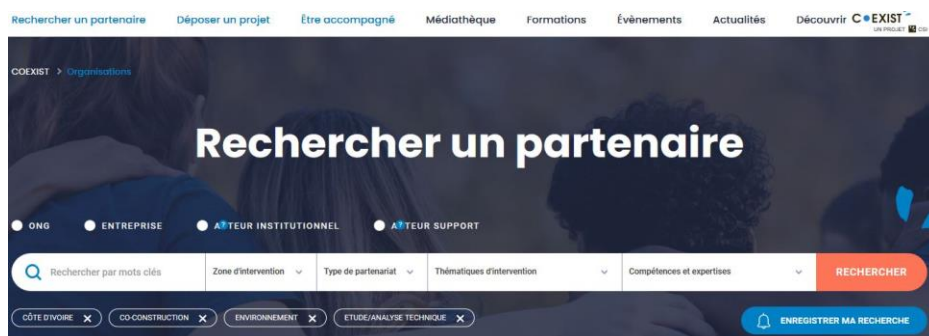 Rechercher un partenaire Déposer un projet Être accompagné Médiathèque Formations Évènements Actualités Découvrir COEXIST
UN PROJET
COEXIST > Organisations
Rechercher un partenaire
ONG ENTREPRISE A?TEUR INSTITUTIONNEL A?TEUR SUPPORT
Rechercher par mots clés Zone d'intervention Type de partenariat Thématiques d'intervention Compétences et expertises RECHERCHER
CÔTE D'IVOIRE X CO-CONSTRUCTION X ENVIRONNEMENT X ETUDE/ANALYSE TECHNIQUE X ENREGISTRER MA RECHERCHE